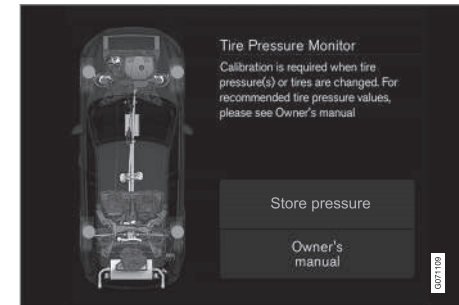 Tire Pressure Monitor
Calibration is required when tire
pressure(s) or tires are changed. For
recommended tire pressure values,
please see Owner's manual
Store pressure
Owner's
manual
G071109